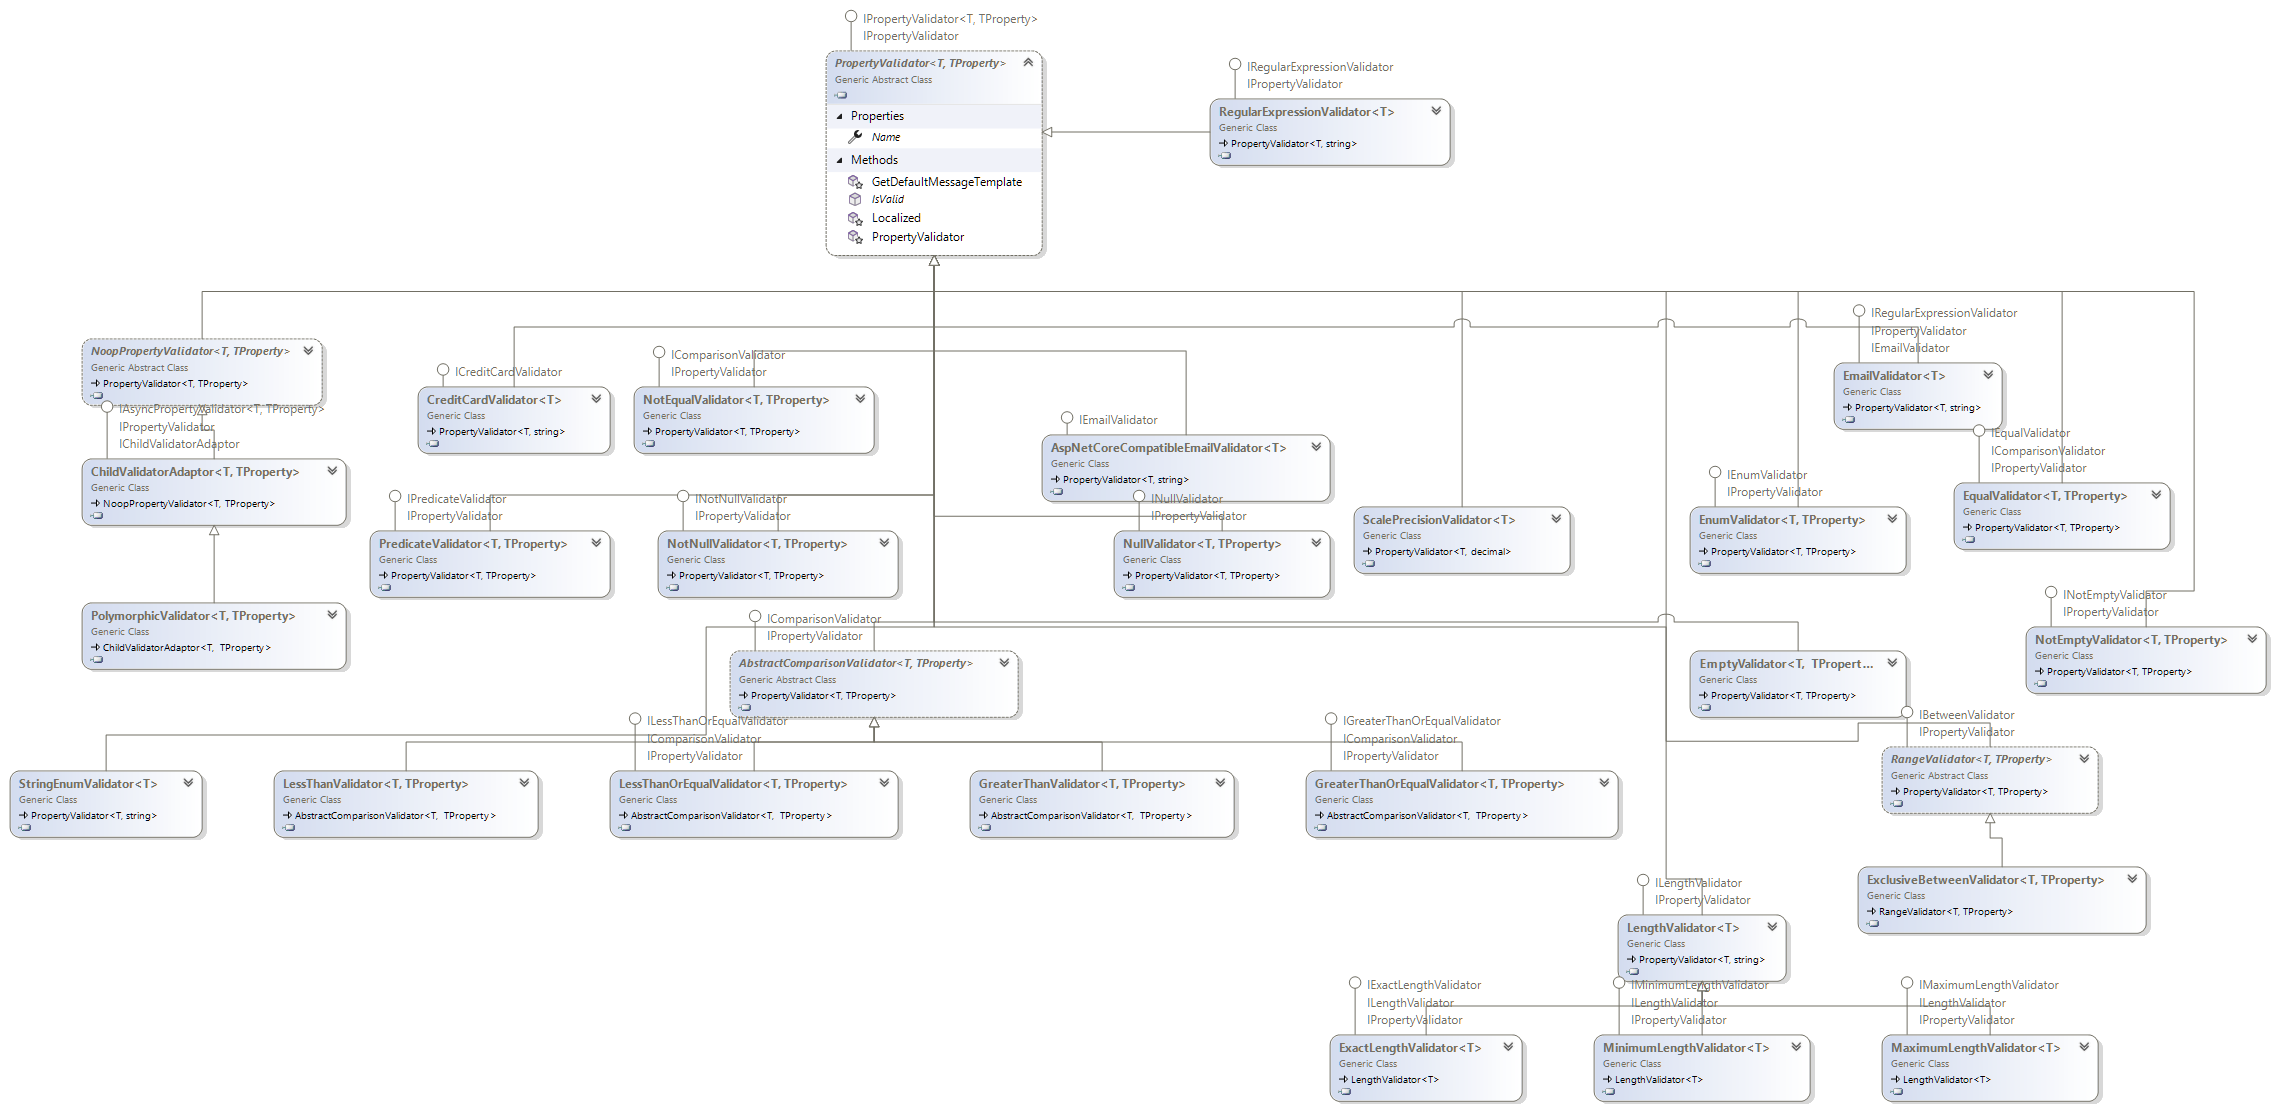 IPropertyValidator<T, TProperty>
IPropertyValidator
PropertyValidator<T, TProperty>
Generic Abstract Class
Properties
Name
Methods
GetDefaultMessageTemplate
IsValid
Localized
PropertyValidator
IRegularExpressionValidator
IPropertyValidator
RegularExpressionValidator<T>
Generic Class
PropertyValidator<T, string>
NoopPropertyValidator<T, TProperty>
Generic Abstract Class
PropertyValidator<T, TProperty>
IAsyncPropertyValidator<T, TProperty>
IPropertyValidator
IChildValidatorAdaptor
ChildValidatorAdaptor<T, TProperty>
Generic Class
NoopPropertyValidator<T, TProperty>
PolymorphicValidator<T, TProperty>
Generic Class
ChildValidatorAdaptor<T, TProperty>
ICreditCardValidator
CreditCardValidator<T>
Generic Class
PropertyValidator<T, string>
IComparisonValidator
IPropertyValidator
NotEqualValidator<T, TProperty>
Generic Class
PropertyValidator<T, TProperty>
IEmailValidator
AspNetCoreCompatibleEmailValidator<T>
Generic Class
PropertyValidator<T, string>
IRegularExpressionValidator
IPropertyValidator
IEmailValidator
EmailValidator<T>
Generic Class
PropertyValidator<T, string>
IEqualValidator
IComparisonValidator
IPropertyValidator
EqualValidator<T, TProperty>
Generic Class
PropertyValidator<T, TProperty>
IPredicateValidator
IPropertyValidator
PredicateValidator<T, TProperty>
Generic Class
PropertyValidator<T, TProperty>
INotNullValidator
IPropertyValidator
NotNullValidator<T, TProperty>
Generic Class
PropertyValidator<T, TProperty>
INullValidator
IPropertyValidator
NullValidator<T, TProperty>
Generic Class
PropertyValidator<T, TProperty>
ScalePrecisionValidator<T>
Generic Class
PropertyValidator<T, decimal>
IEnumValidator
IPropertyValidator
EnumValidator<T, TProperty>
Generic Class
PropertyValidator<T, TProperty>
INotEmptyValidator
IPropertyValidator
NotEmptyValidator<T, TProperty>
Generic Class
PropertyValidator<T, TProperty>
IComparisonValidator
IPropertyValidator
AbstractComparisonValidator<T, TProperty>
Generic Abstract Class
PropertyValidator<T, TProperty>
EmptyValidator<T, TPropert...
Generic Class
PropertyValidator<T, TProperty>
StringEnumValidator<T>
Generic Class
PropertyValidator<T, string>
LessThanValidator<T, TProperty>
Generic Class
AbstractComparisonValidator<T, TProperty>
ILessThanOrEqualValidator
IComparisonValidator
IPropertyValidator
LessThanOrEqualValidator<T, TProperty>
Generic Class
AbstractComparisonValidator<T, TProperty>
GreaterThanValidator<T, TProperty>
Generic Class
AbstractComparisonValidator<T, TProperty>
IGreaterThanOrEqualValidator
IComparisonValidator
IPropertyValidator
GreaterThanOrEqualValidator<T, TProperty>
Generic Class
AbstractComparisonValidator<T, TProperty>
IBetweenValidator
IPropertyValidator
RangeValidator<T, TProperty>
Generic Abstract Class
PropertyValidator<T, TProperty>
ExclusiveBetweenValidator<T, TProperty>
Generic Class
RangeValidator<T, TProperty>
ILengthValidator
IPropertyValidator
LengthValidator<T>
Generic Class
PropertyValidator<T, string>
IExactLengthValidator
ILengthValidator
IPropertyValidator
ExactLengthValidator<T>
Generic Class
LengthValidator<T>
IMinimumLengthValidator
ILengthValidator
IPropertyValidator
MinimumLengthValidator<T>
Generic Class
LengthValidator<T>
IMaximumLengthValidator
ILengthValidator
IPropertyValidator
MaximumLengthValidator<T>
Generic Class
LengthValidator<T>